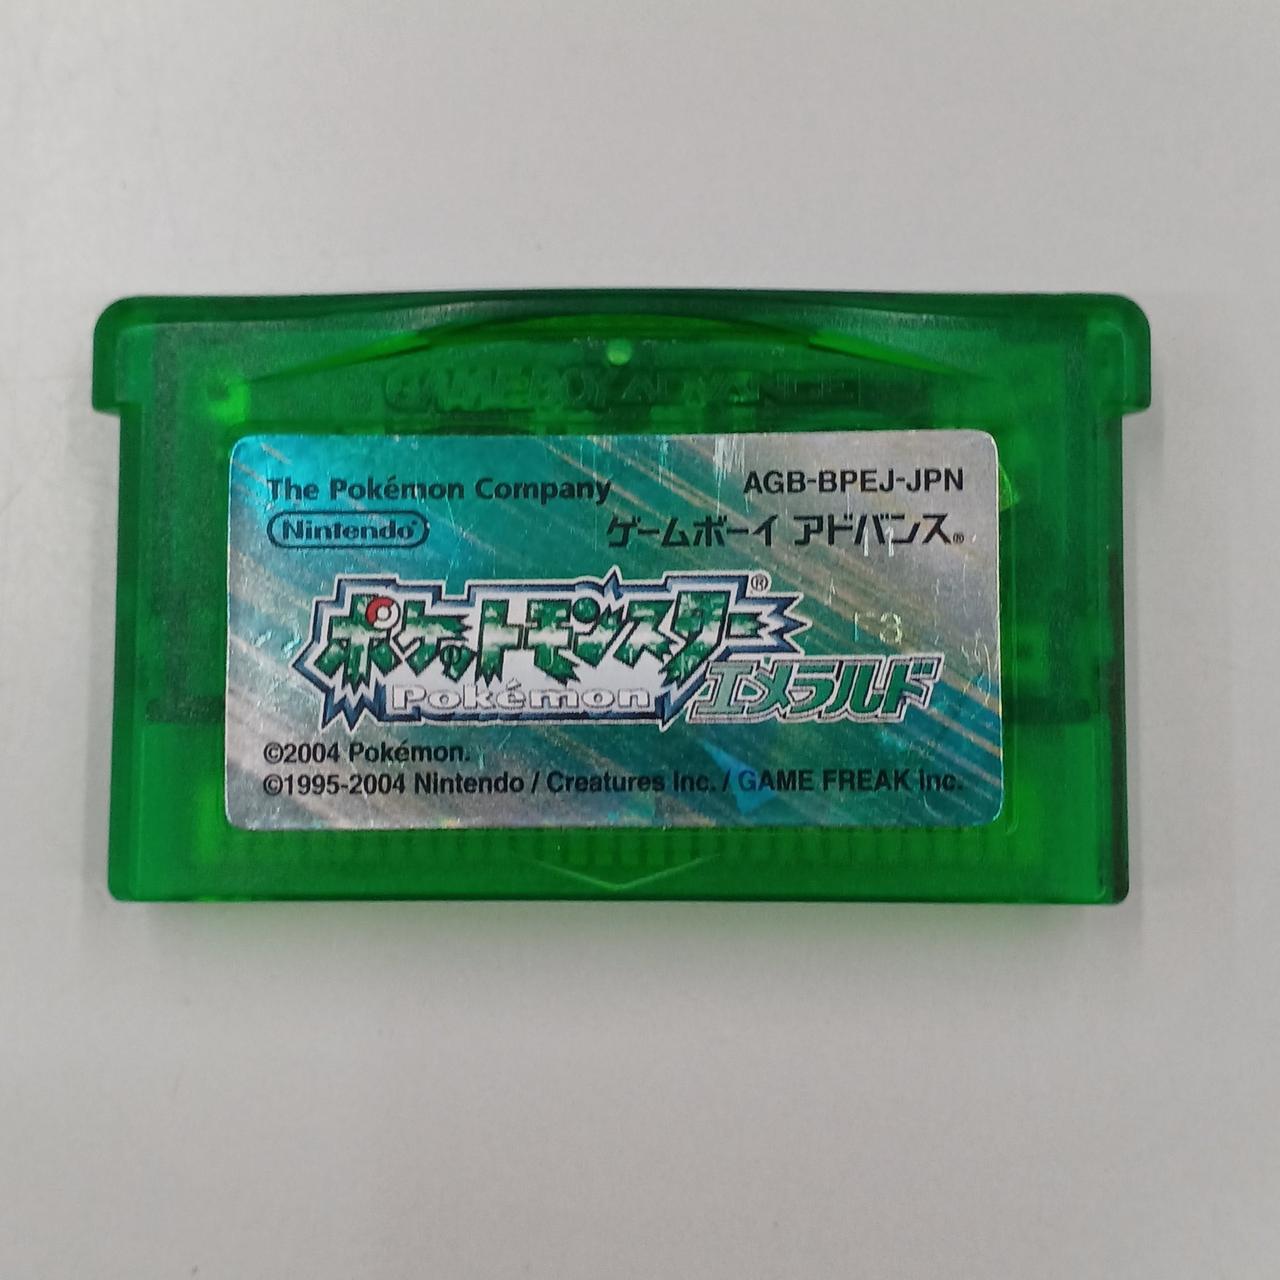 GAME BOY ADVANCE
The Pokémon Company
AGB-BPEJ-JPN
Nintendo®
ゲームボーイ アドバンス®
ポケットモンスター®
Pokémon
エメラルド
©2004 Pokémon.
©1995-2004 Nintendo / Creatures Inc. / GAME FREAK inc.